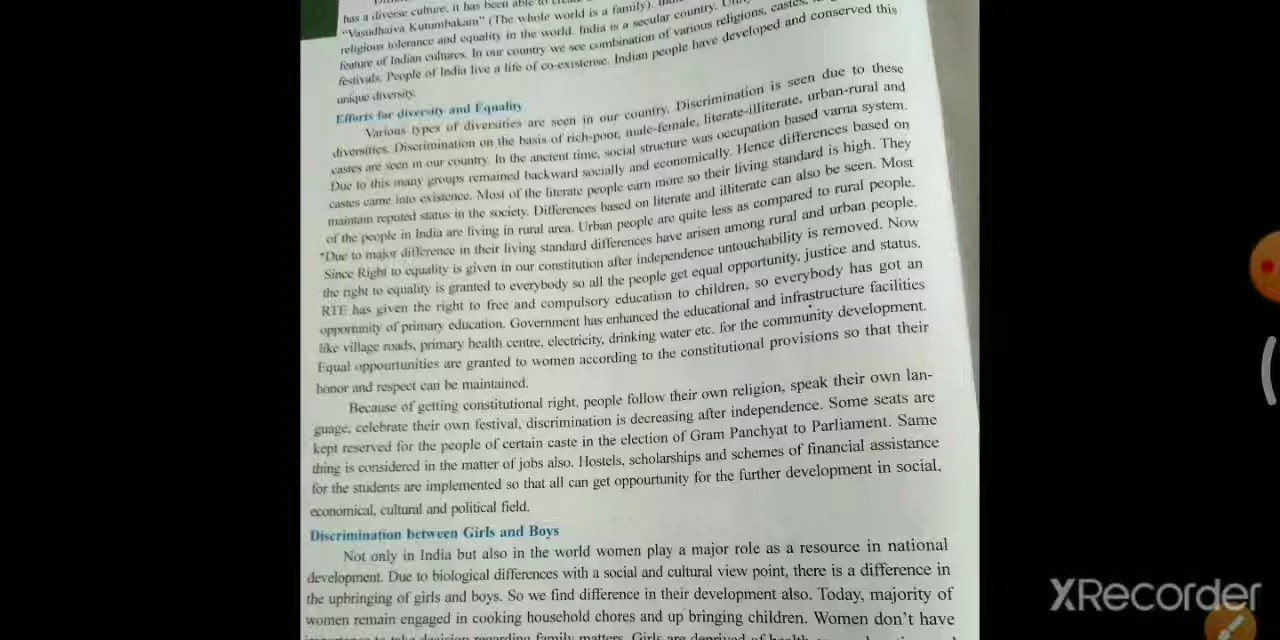 has a diverse culture, it has been able to create
"Vasudhaiva Kutumbakam" (The whole world is a family).
religious tolerance and equality in the world. India is a secular country.
feature of Indian cultures. In our country we see combination of various religions, castes,
festivals. People of India live a life of co-existense. Indian people have developed and conserved this
unique diversity.
Efforts for diversity and Equality
Various types of diversities are seen in our country. Discrimination is seen due to these
diversities. Discrimination on the basis of rich-poor, male-female, literate-illiterate, urban-rural and
castes are seen in our country. In the ancient time, social structure was occupation based varna system.
Due to this many groups remained backward socially and economically. Hence differences based on
castes came into existence. Most of the literate people earn more so their living standard is high. They
maintain reputed status in the society. Differences based on literate and illiterate can also be seen. Most
of the people in India are living in rural area. Urban people are quite less as compared to rural people.
Due to major difference in their living standard differences have arisen among rural and urban people.
Since Right to equality is given in our constitution after independence untouchability is removed. Now
the right to equality is granted to everybody so all the people get equal opportunity, justice and status.
RTE has given the right to free and compulsory education to children, so everybody has got an
opportunity of primary education. Government has enhanced the educational and infrastructure facilities
like village roads, primary health centre, electricity, drinking water etc. for the community development.
Equal oppourtunities are granted to women according to the constitutional provisions so that their
honor and respect can be maintained.
Because of getting constitutional right, people follow their own religion, speak their own lan-
guage, celebrate their own festival, discrimination is decreasing after independence. Some seats are
kept reserved for the people of certain caste in the election of Gram Panchyat to Parliament. Same
thing is considered in the matter of jobs also. Hostels, scholarships and schemes of financial assistance
for the students are implemented so that all can get oppourtunity for the further development in social,
economical, cultural and political field.
Discrimination between Girls and Boys
Not only in India but also in the world women play a major role as a resource in national
development. Due to biological differences with a social and cultural view point, there is a difference in
the upbringing of girls and boys. So we find difference in their development also. Today, majority of
women remain engaged in cooking household chores and up bringing children. Women don't have
decision regarding family matters. Girls are deprived of health
XRecorder